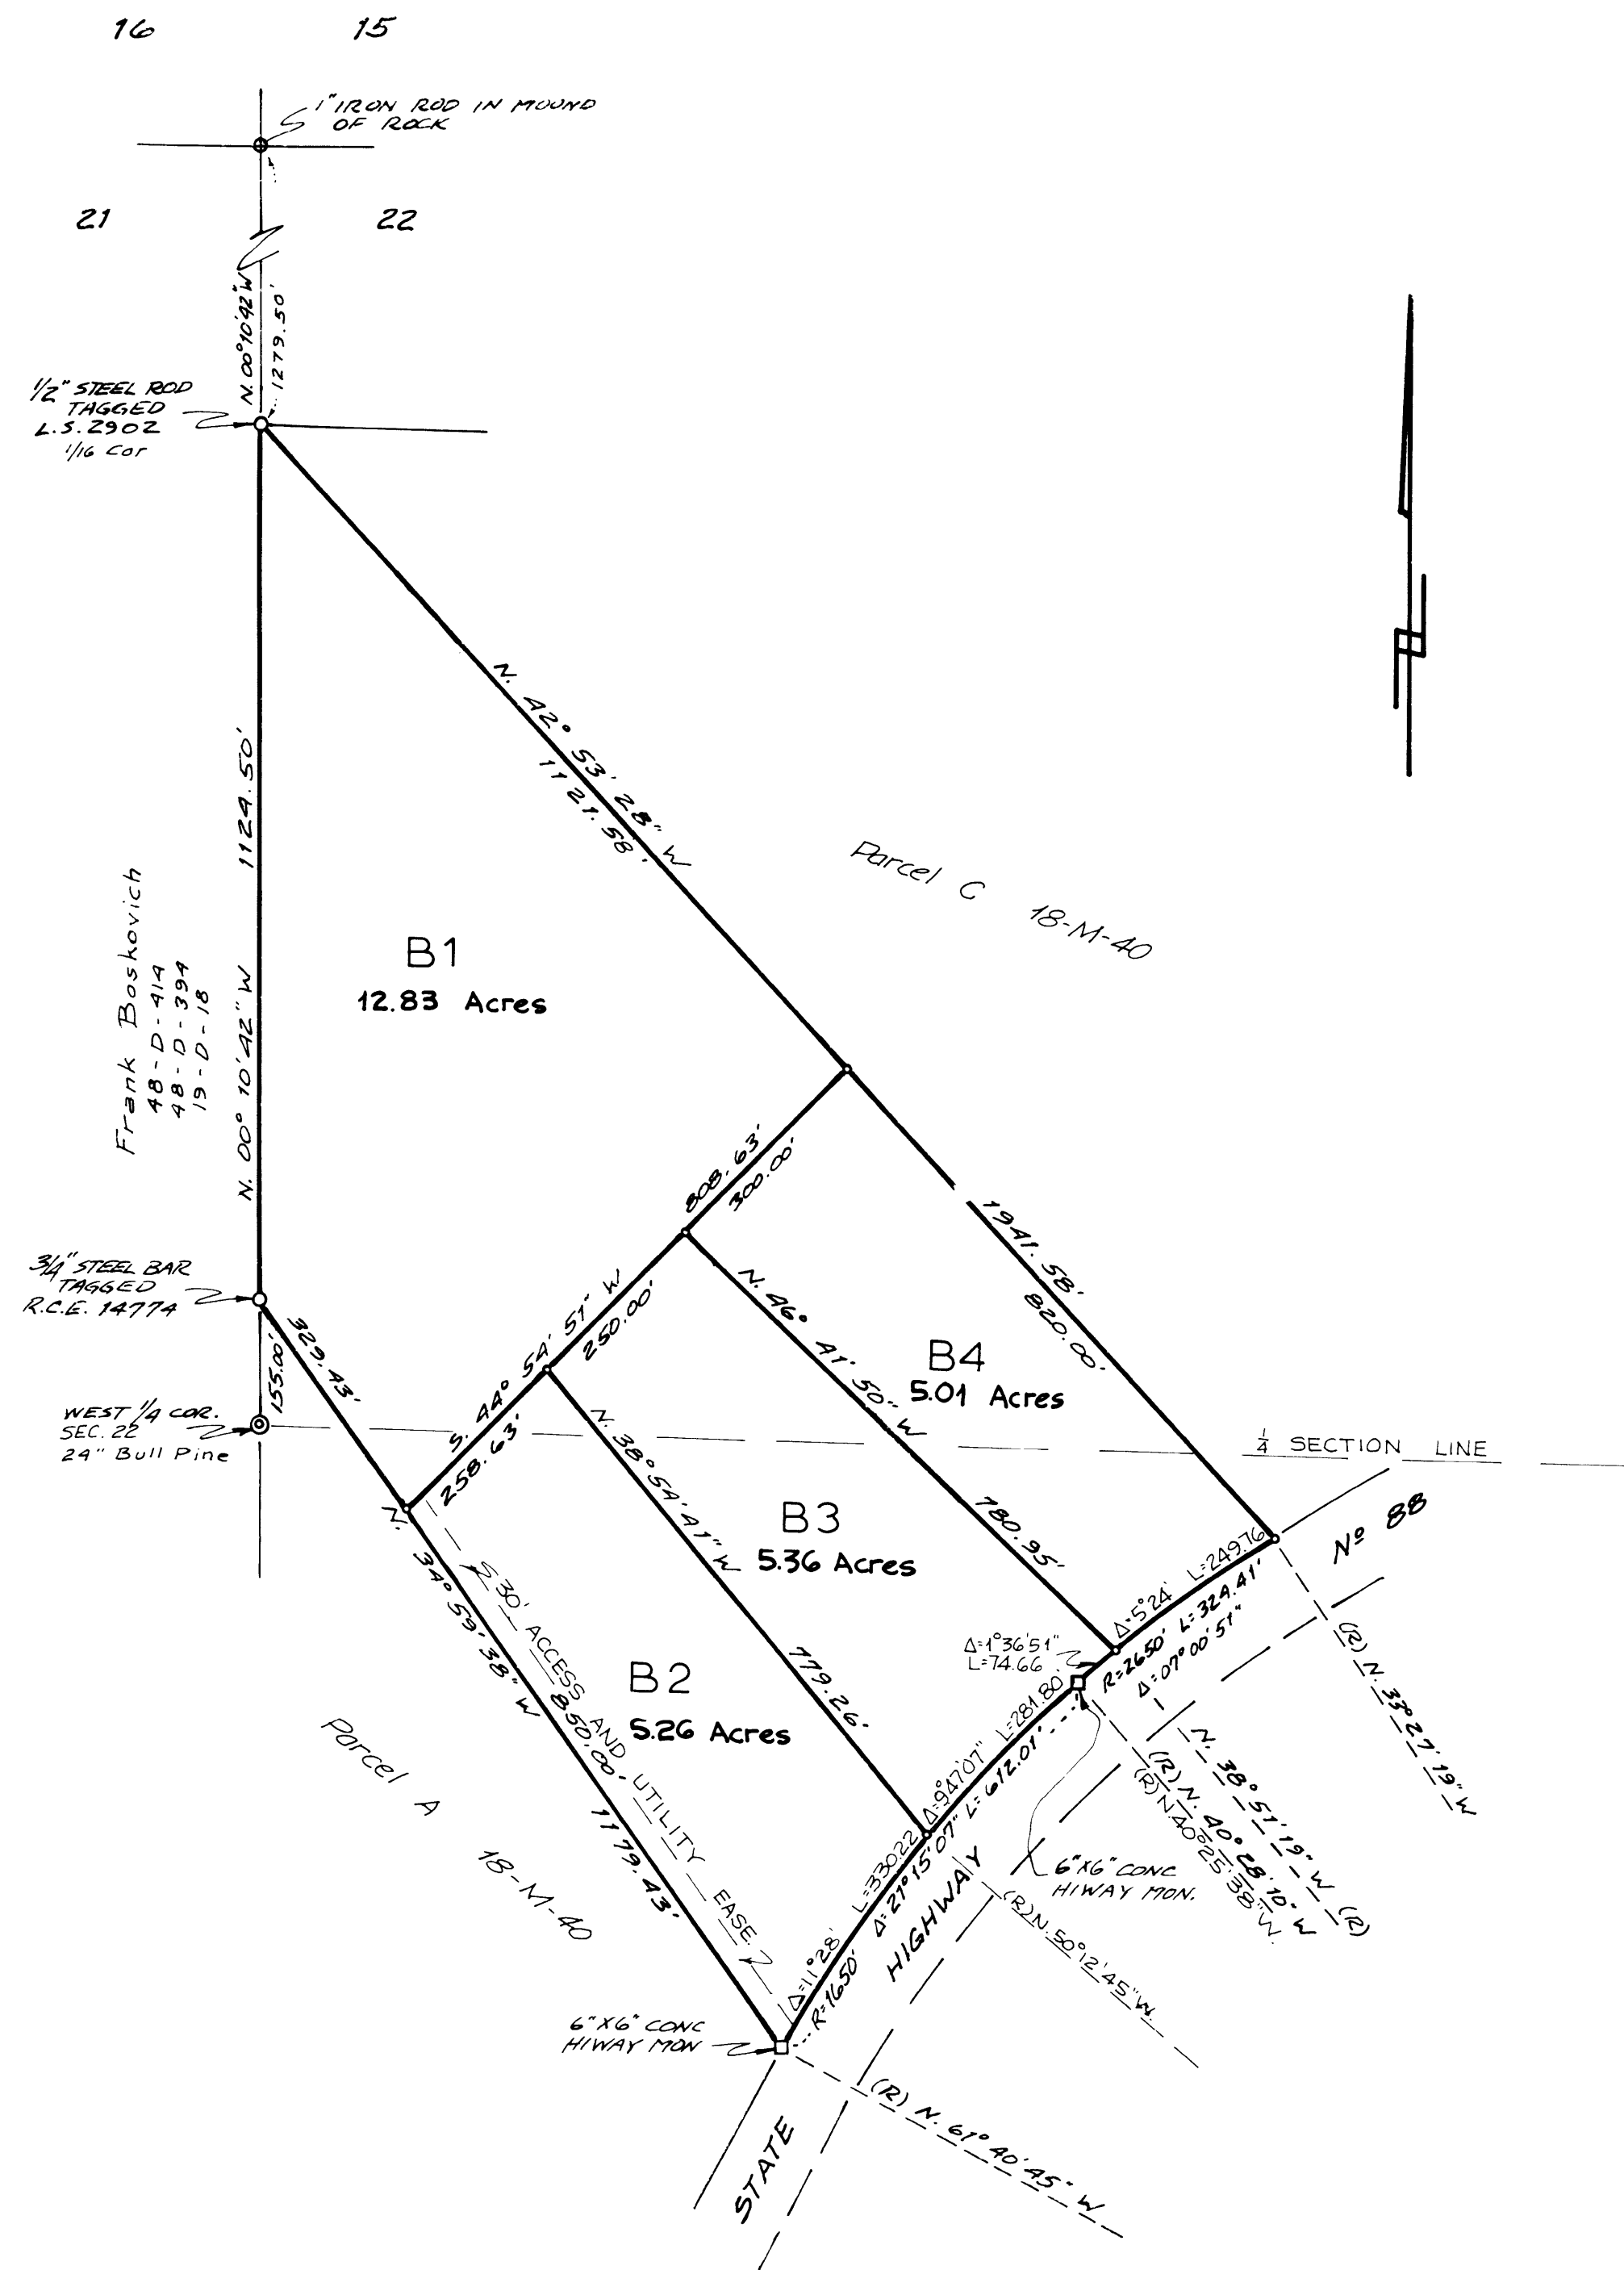 16 15
1" IRON ROD IN MOUND
OF ROCK
21 22
N. 00°10'42" W
1279.50'
1/2" STEEL ROD
TAGGED
L.S. 2902
1/16 Cor
N. 42° 53' 28" W
1121.58'
Parcel C 18-M-40
N. 00° 10' 42" W 1124.50'
Frank Boskovich
48-D-414
48-D-394
19-D-18
B1
12.83 Acres
808.63'
300.00'
1941.58'
820.00'
3/4" STEEL BAR
TAGGED
R.C.E. 14774
329.43'
155.00'
S. 44° 54' 51" W
250.00'
258.63'
N. 46° 41' 50" W
780.95'
B4
5.01 Acres
WEST 1/4 COR.
SEC. 22
24" Bull Pine
1/4 SECTION LINE
N. 38° 54' 41" W
779.26'
B3
5.36 Acres
No 88
Δ=5°24' L=249.76
R=2650' L=324.41'
Δ=07°00'51"
Δ=1°36'51"
L=74.66
N. 34° 59' 38" W
1179.43'
850.00'
30' ACCESS AND UTILITY EASE.
B2
5.26 Acres
Parcel A 18-M-40
Δ=9°47'07" L=281.80
Δ=11°28' L=330.22
R=1650' Δ=21°15'07" L=612.01'
STATE HIGHWAY
6"X6" CONC
HIWAY MON.
(R) N. 33° 27' 19" W
N. 38° 51' 19" W (R)
(R) N. 40° 28' 10" W
(R) N.40°25'38"W.
(R) N. 50°12'45"W.
6"X6" CONC
HIWAY MON
(R) N. 61° 40' 45" W